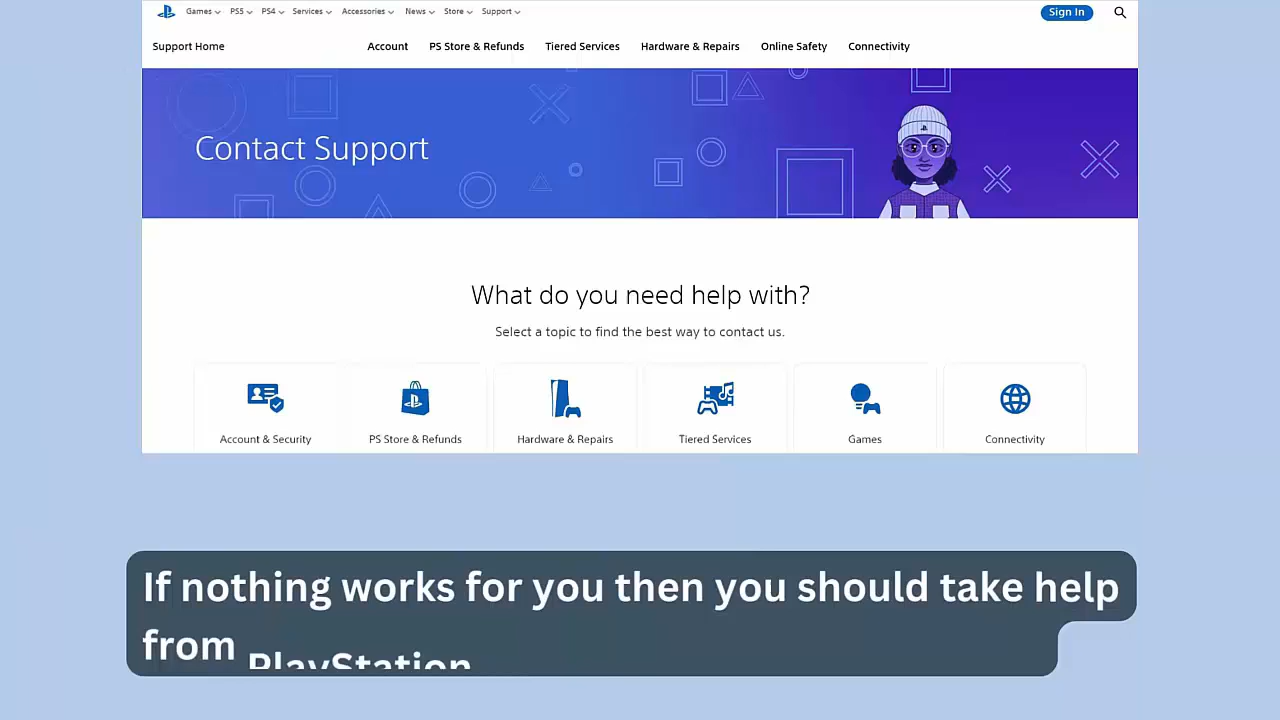 Games PS5 PS4 Services Accessories News Store Support Sign In
Support Home Account PS Store & Refunds Tiered Services Hardware & Repairs Online Safety Connectivity
Contact Support
What do you need help with?
Select a topic to find the best way to contact us.
Account & Security PS Store & Refunds Hardware & Repairs Tiered Services Games Connectivity
If nothing works for you then you should take help
from PlayStation